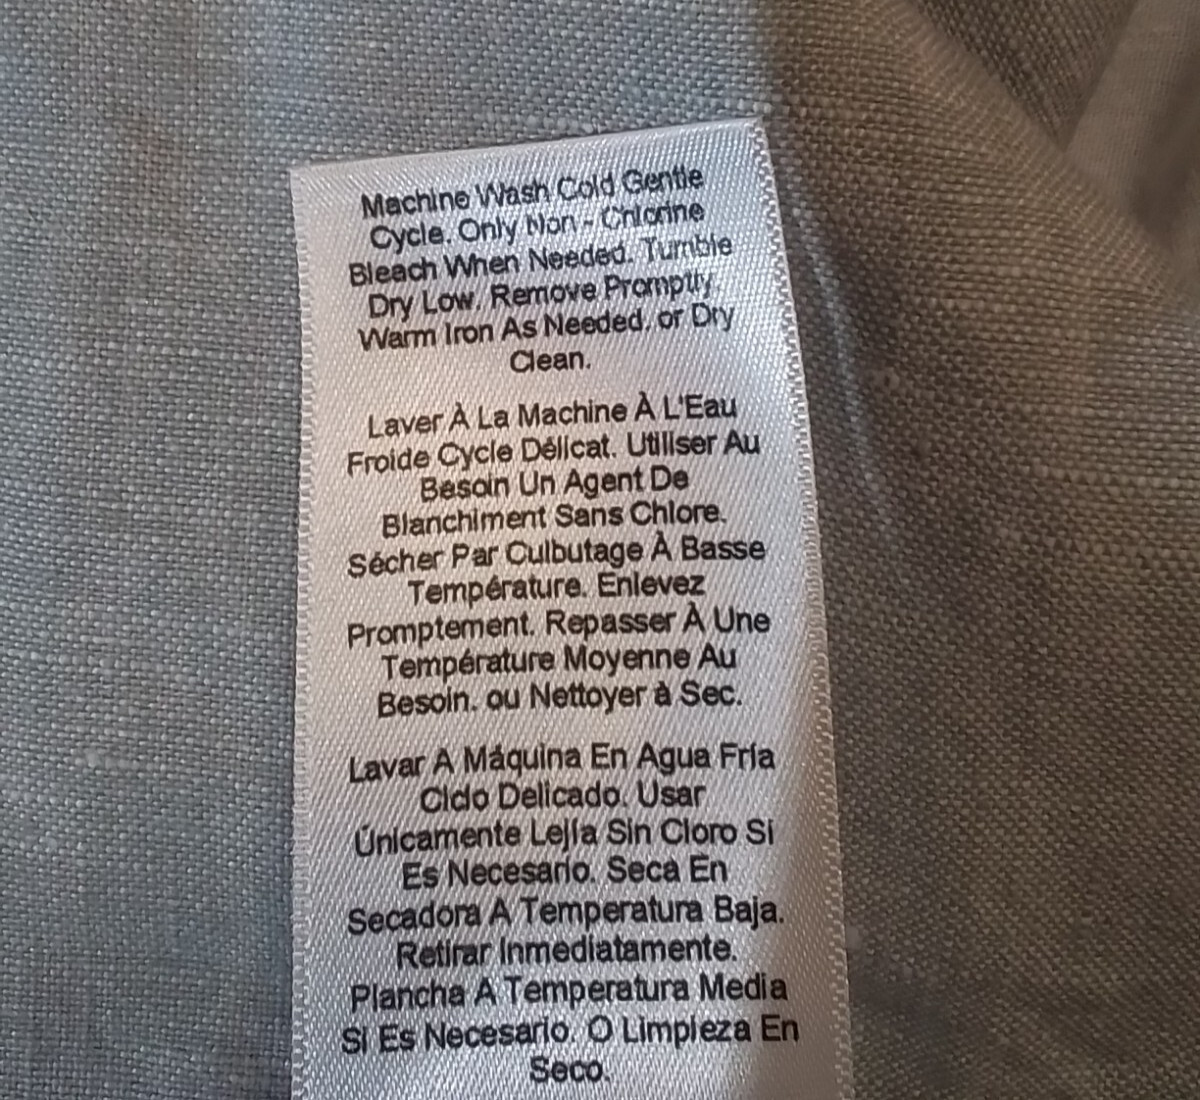 Machine Wash Cold Gentle
Cycle. Only Non - Chlorine
Bleach When Needed. Tumble
Dry Low. Remove Promptly.
Warm Iron As Needed. or Dry
Clean.
Laver À La Machine À L'Eau
Froide Cycle Délicat. Utiliser Au
Besoin Un Agent De
Blanchiment Sans Chlore.
Sécher Par Culbutage À Basse
Température. Enlevez
Promptement. Repasser À Une
Température Moyenne Au
Besoin. ou Nettoyer à Sec.
Lavar A Máquina En Agua Fría
Ciclo Delicado. Usar
Únicamente Lejía Sin Cloro Si
Es Necesario. Seca En
Secadora A Temperatura Baja.
Retirar Inmediatamente.
Plancha A Temperatura Media
Si Es Necesario. O Limpieza En
Seco.